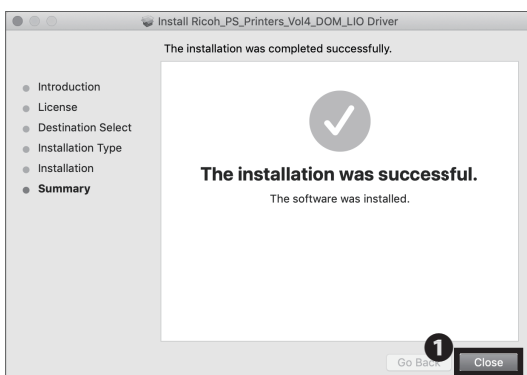 Install Ricoh_PS_Printers_Vol4_DOM_LIO Driver
The installation was completed successfully.
Introduction
License
Destination Select
Installation Type
Installation
Summary
The installation was successful.
The software was installed.
1
Go Back
Close